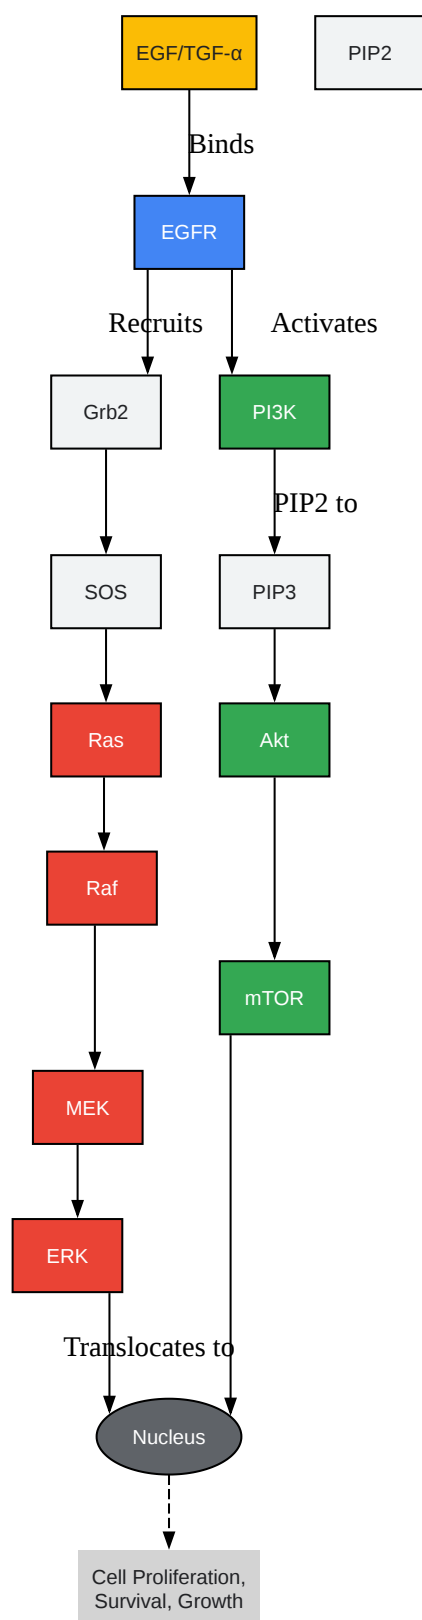 EGF/TGF-α
PIP2
Binds
EGFR
Recruits
Activates
Grb2
PI3K
PIP2 to
SOS
PIP3
Ras
Akt
Raf
mTOR
MEK
ERK
Translocates to
Nucleus
Cell Proliferation,
Survival, Growth